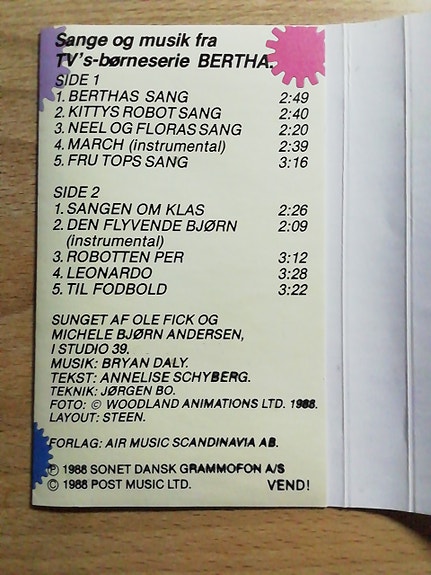 Sange og musik fra
TV's-børneserie BERTHA.
SIDE 1
1. BERTHAS SANG 2:49
2. KITTYS ROBOTSANG 2:40
3. NEEL OG FLORAS SANG 2:20
4. MARCH (instrumental) 2:39
5. FRU TOPS SANG 3:16
SIDE 2
1. SANGEN OM KLAS 2:26
2. DEN FLYVENDE BJØRN 2:09
(instrumental)
3. ROBOTTEN PER 3:12
4. LEONARDO 3:28
5. TIL FODBOLD 3:22
SUNGET AF OLE FICK OG
MICHELE BJØRN ANDERSEN,
I STUDIO 39.
MUSIK: BRYAN DALY.
TEKST: ANNELISE SCHYBERG.
TEKNIK: JØRGEN BO.
FOTO: © WOODLAND ANIMATIONS LTD. 1988.
LAYOUT: STEEN.
FORLAG: AIR MUSIC SCANDINAVIA AB.
℗ 1988 SONET DANSK GRAMMOFON A/S
© 1988 POST MUSIC LTD. VEND!